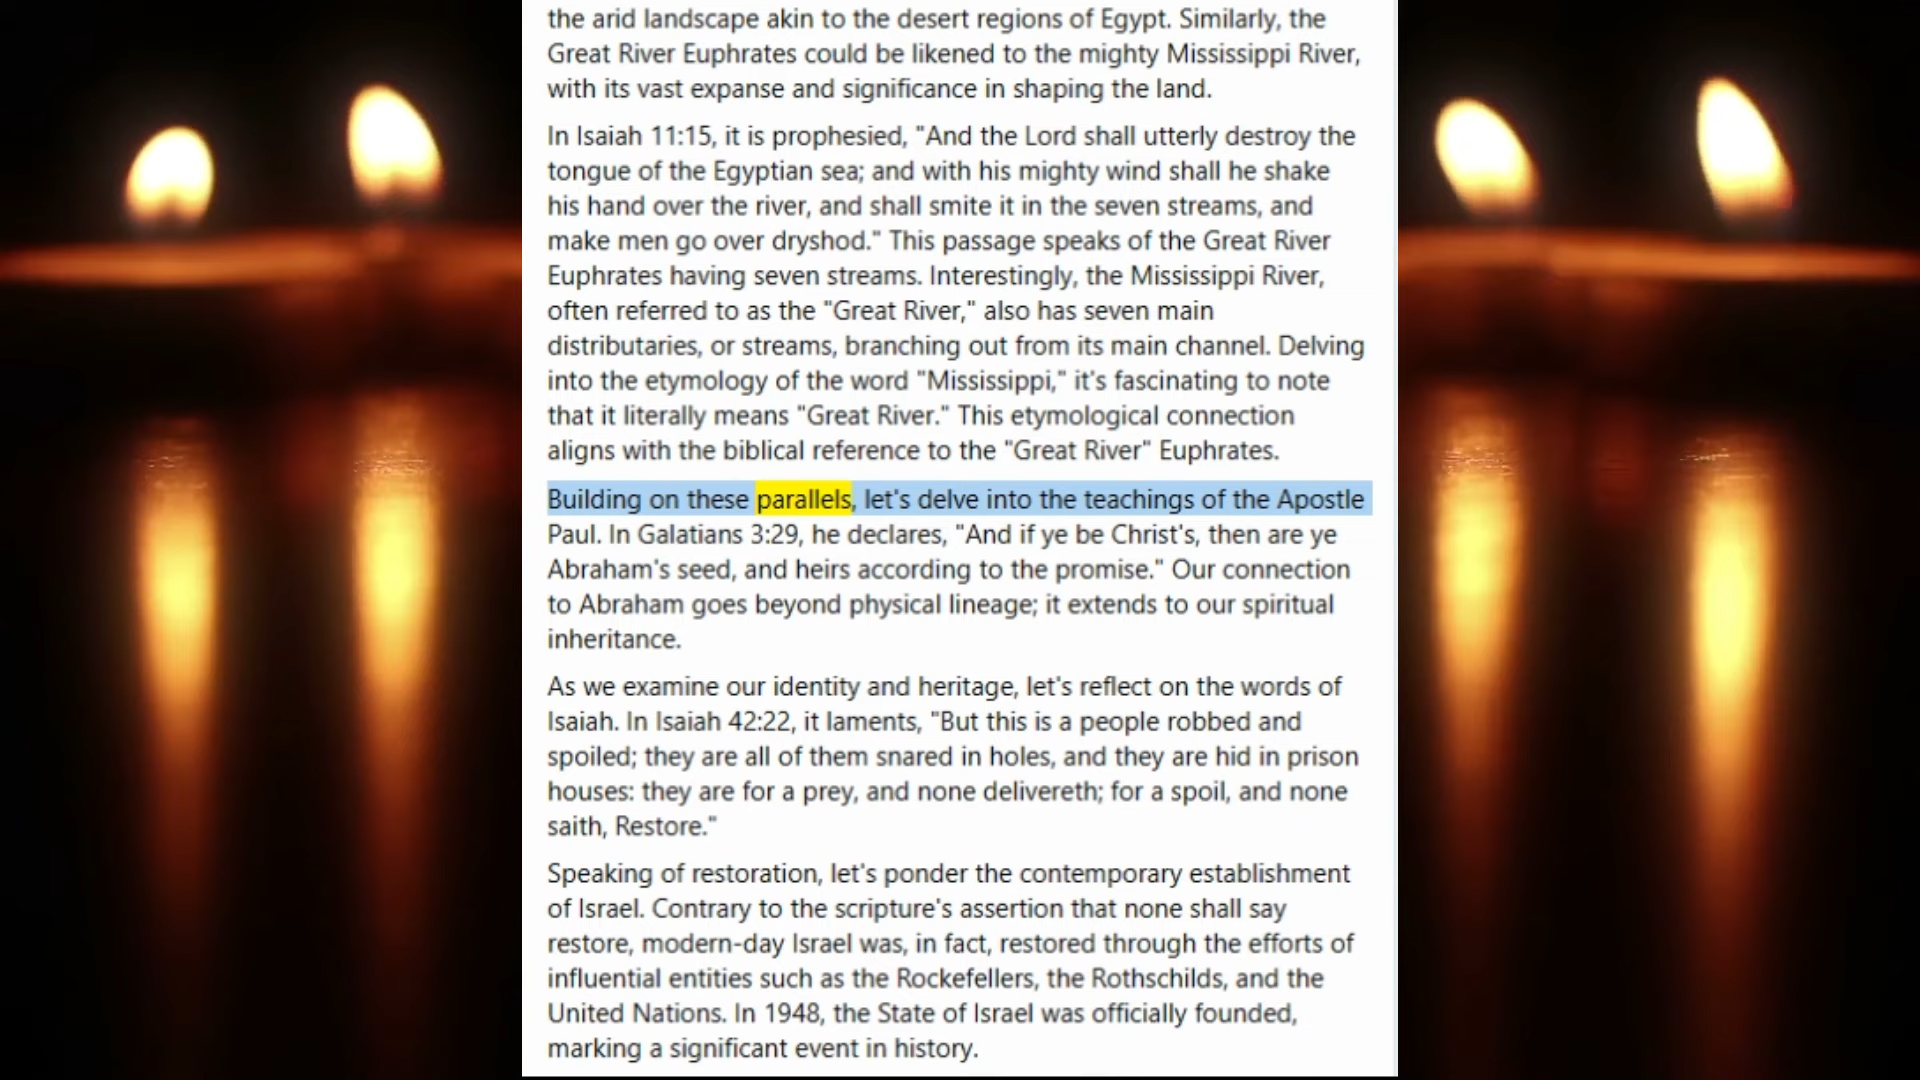 the arid landscape akin to the desert regions of Egypt. Similarly, the
Great River Euphrates could be likened to the mighty Mississippi River,
with its vast expanse and significance in shaping the land.
In Isaiah 11:15, it is prophesied, "And the Lord shall utterly destroy the
tongue of the Egyptian sea; and with his mighty wind shall he shake
his hand over the river, and shall smite it in the seven streams, and
make men go over dryshod." This passage speaks of the Great River
Euphrates having seven streams. Interestingly, the Mississippi River,
often referred to as the "Great River," also has seven main
distributaries, or streams, branching out from its main channel. Delving
into the etymology of the word "Mississippi," it's fascinating to note
that it literally means "Great River." This etymological connection
aligns with the biblical reference to the "Great River" Euphrates.
Building on these parallels, let's delve into the teachings of the Apostle
Paul. In Galatians 3:29, he declares, "And if ye be Christ's, then are ye
Abraham's seed, and heirs according to the promise." Our connection
to Abraham goes beyond physical lineage; it extends to our spiritual
inheritance.
As we examine our identity and heritage, let's reflect on the words of
Isaiah. In Isaiah 42:22, it laments, "But this is a people robbed and
spoiled; they are all of them snared in holes, and they are hid in prison
houses: they are for a prey, and none delivereth; for a spoil, and none
saith, Restore."
Speaking of restoration, let's ponder the contemporary establishment
of Israel. Contrary to the scripture's assertion that none shall say
restore, modern-day Israel was, in fact, restored through the efforts of
influential entities such as the Rockefellers, the Rothschilds, and the
United Nations. In 1948, the State of Israel was officially founded,
marking a significant event in history.